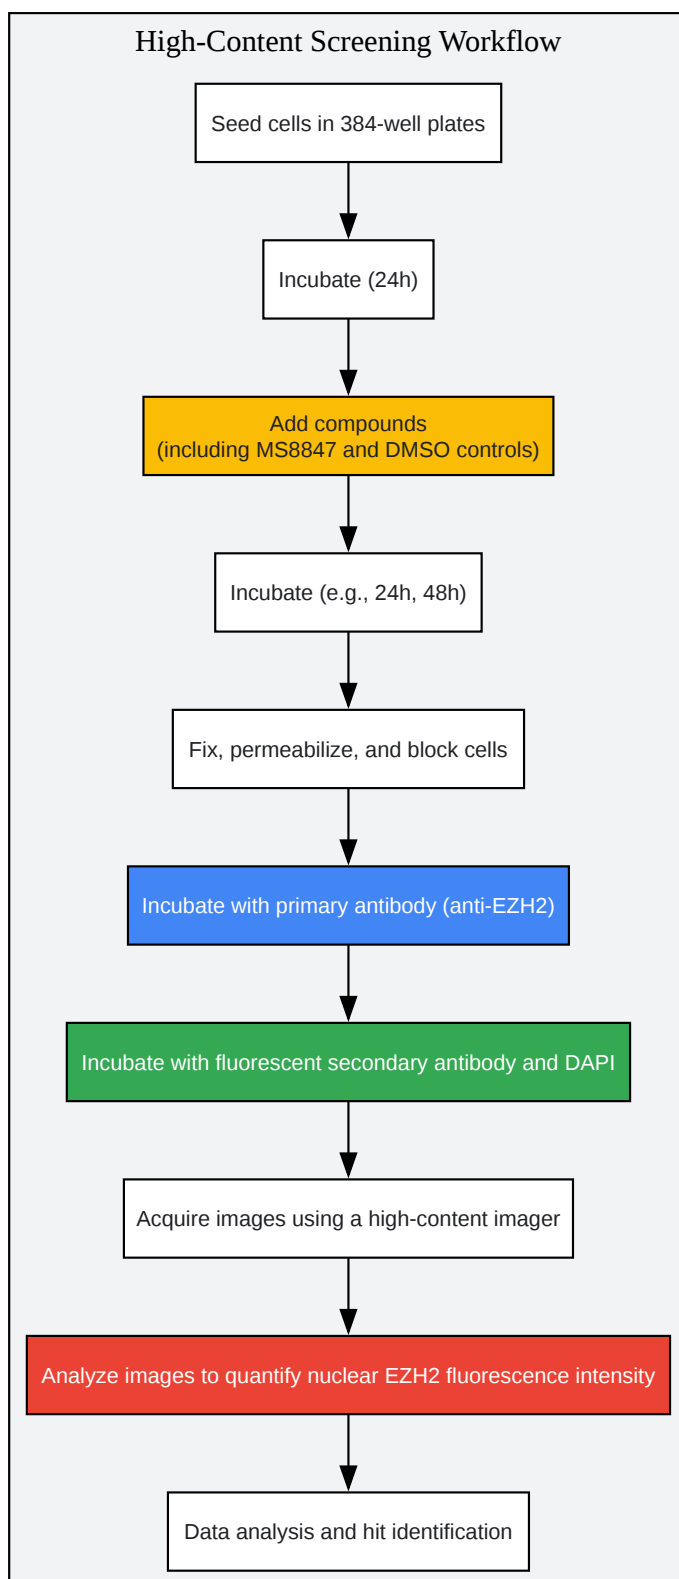 High-Content Screening Workflow
Seed cells in 384-well plates
Incubate (24h)
Add compounds
(including MS8847 and DMSO controls)
Incubate (e.g., 24h, 48h)
Fix, permeabilize, and block cells
Incubate with primary antibody (anti-EZH2)
Incubate with fluorescent secondary antibody and DAPI
Acquire images using a high-content imager
Analyze images to quantify nuclear EZH2 fluorescence intensity
Data analysis and hit identification